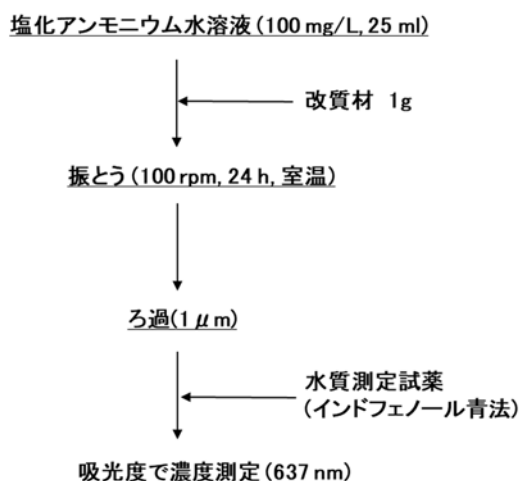 塩化アンモニウム水溶液(100 mg/L, 25 ml)
改質材 1g
振とう(100 rpm, 24 h, 室温)
ろ過(1μm)
水質測定試薬
(インドフェノール青法)
吸光度で濃度測定(637 nm)